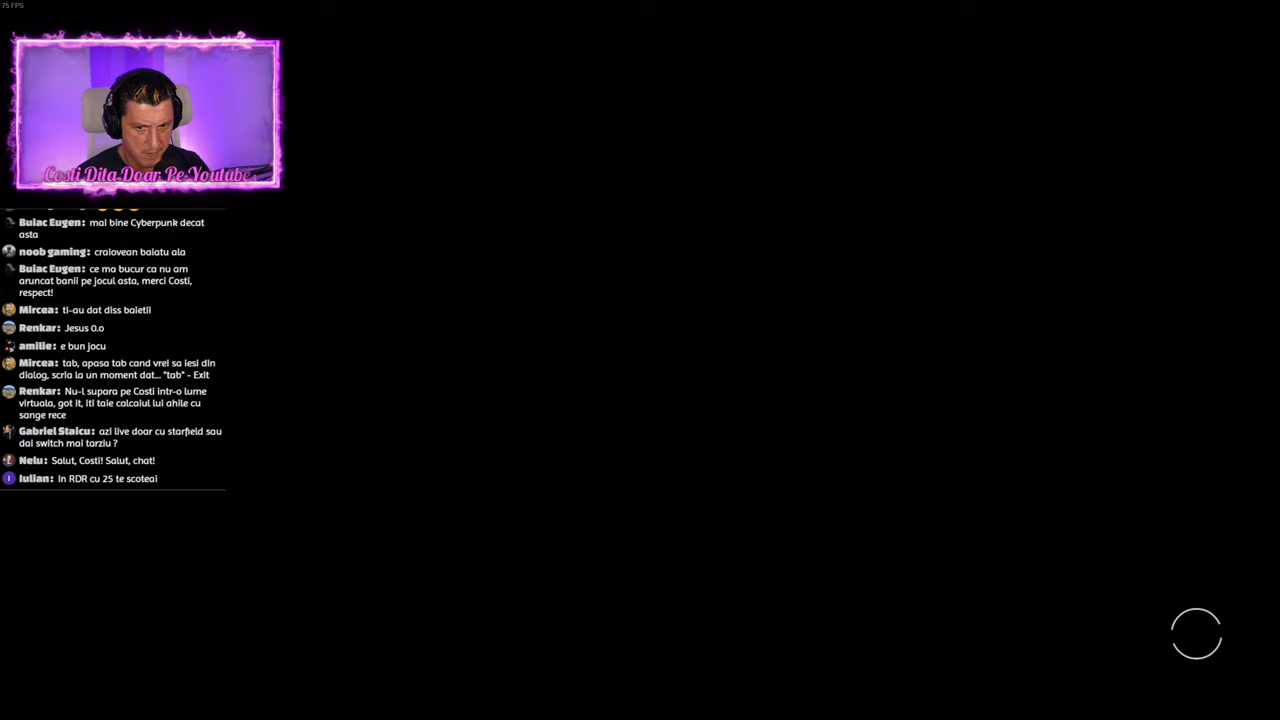 75 FPS
Costi Dita Doar Pe Youtube
Buiac Eugen: mai bine Cyberpunk decat
asta
noob gaming: craiovean baiatu ala
Buiac Eugen: ce ma bucur ca nu am
aruncat banii pe jocul asta, merci Costi,
respect!
Mircea: ti-au dat diss baietii
Renkar: Jesus 0.o
amilie: e bun jocu
Mircea: tab, apasa tab cand vrei sa iesi din
dialog, scria la un moment dat... "tab" - Exit
Renkar: Nu-l supara pe Costi intr-o lume
virtuala, got it, iti taie calcaiul lui ahile cu
sange rece
Gabriel Staicu: azi live doar cu starfield sau
dai switch mai tarziu ?
Nelu: Salut, Costi! Salut, chat!
I Iulian: In RDR cu 25 te scoteai